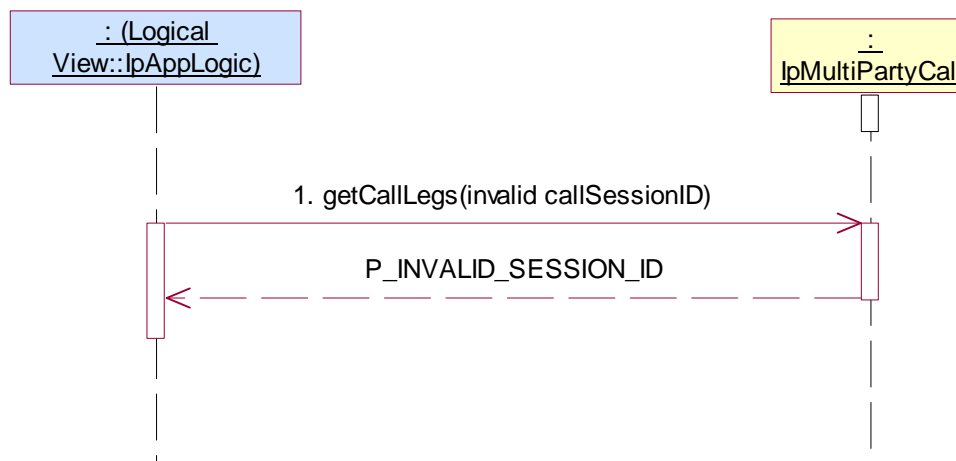 : (Logical
View::IpAppLogic)
:
IpMultiPartyCal
1. getCallLegs(invalid callSessionID)
P_INVALID_SESSION_ID